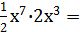 ½x⁷·2x³ =